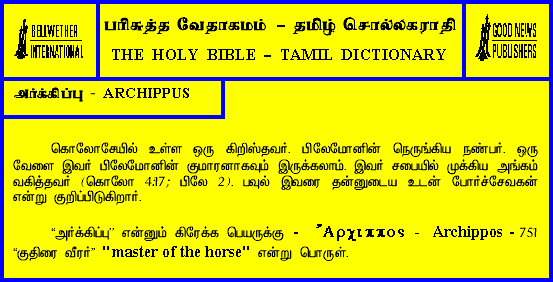 BELLWETHER
INTERNATIONAL
பரிசுத்த வேதாகமம் – தமிழ் சொல்லகராதி
THE HOLY BIBLE – TAMIL DICTIONARY
GOOD NEWS
PUBLISHERS
அர்க்கிப்பு - ARCHIPPUS
கொலோசேயில் உள்ள ஒரு கிறிஸ்தவர். பிலேமோனின் நெருங்கிய நண்பர். ஒரு
வேளை இவர் பிலேமோனின் குமாரனாகவும் இருக்கலாம். இவர் சபையில் முக்கிய அங்கம்
வகித்தவர் (கொலோ 4:17; பிலே 2). பவுல் இவரை தன்னுடைய உடன் போர்ச்சேவகன்
என்று குறிப்பிடுகிறார்.
“அர்க்கிப்பு” என்னும் கிரேக்க பெயருக்கு - Ἄρχιππος - Archippos - 751
“குதிரை வீரர்” "master of the horse" என்று பொருள்.